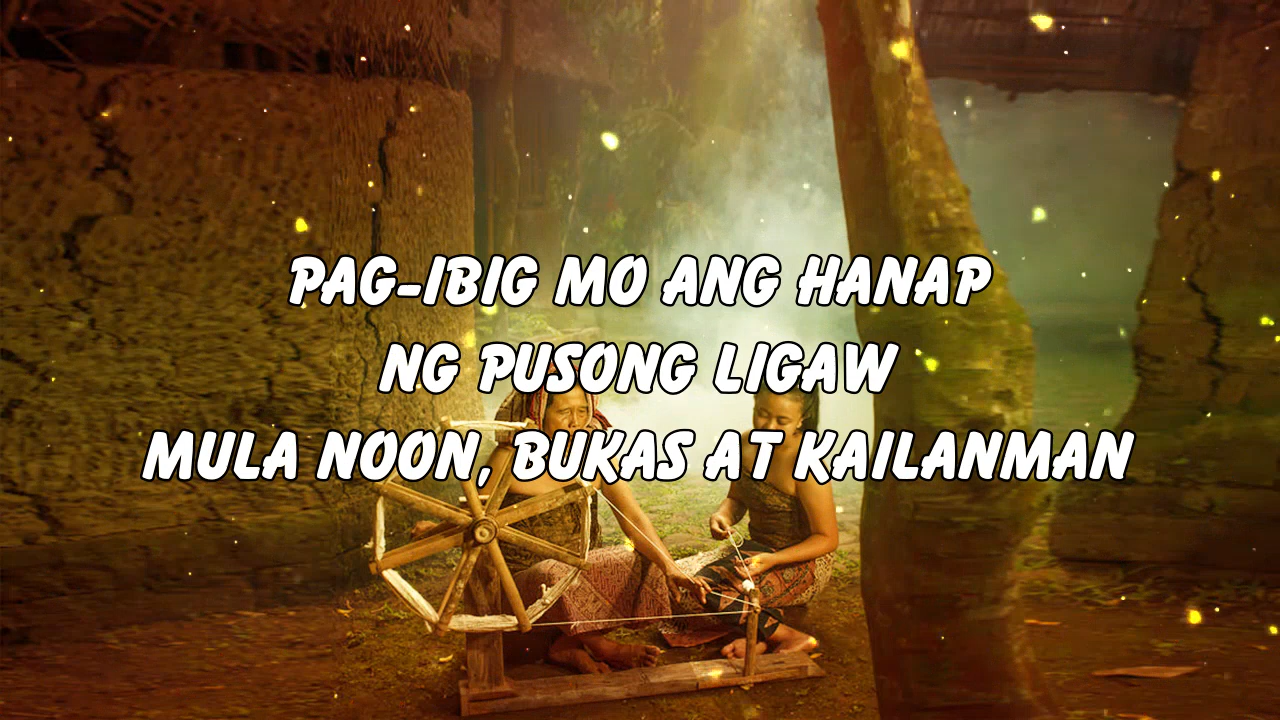 PAG-IBIG MO ANG HANAP
NG PUSONG LIGAW
MULA NOON, BUKAS AT KAILANMAN